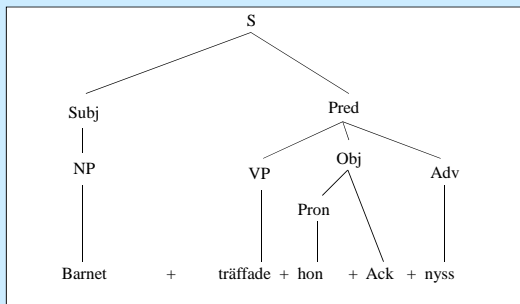 S
Subj Pred
NP VP Obj Adv
Pron
Barnet + träffade + hon + Ack + nyss